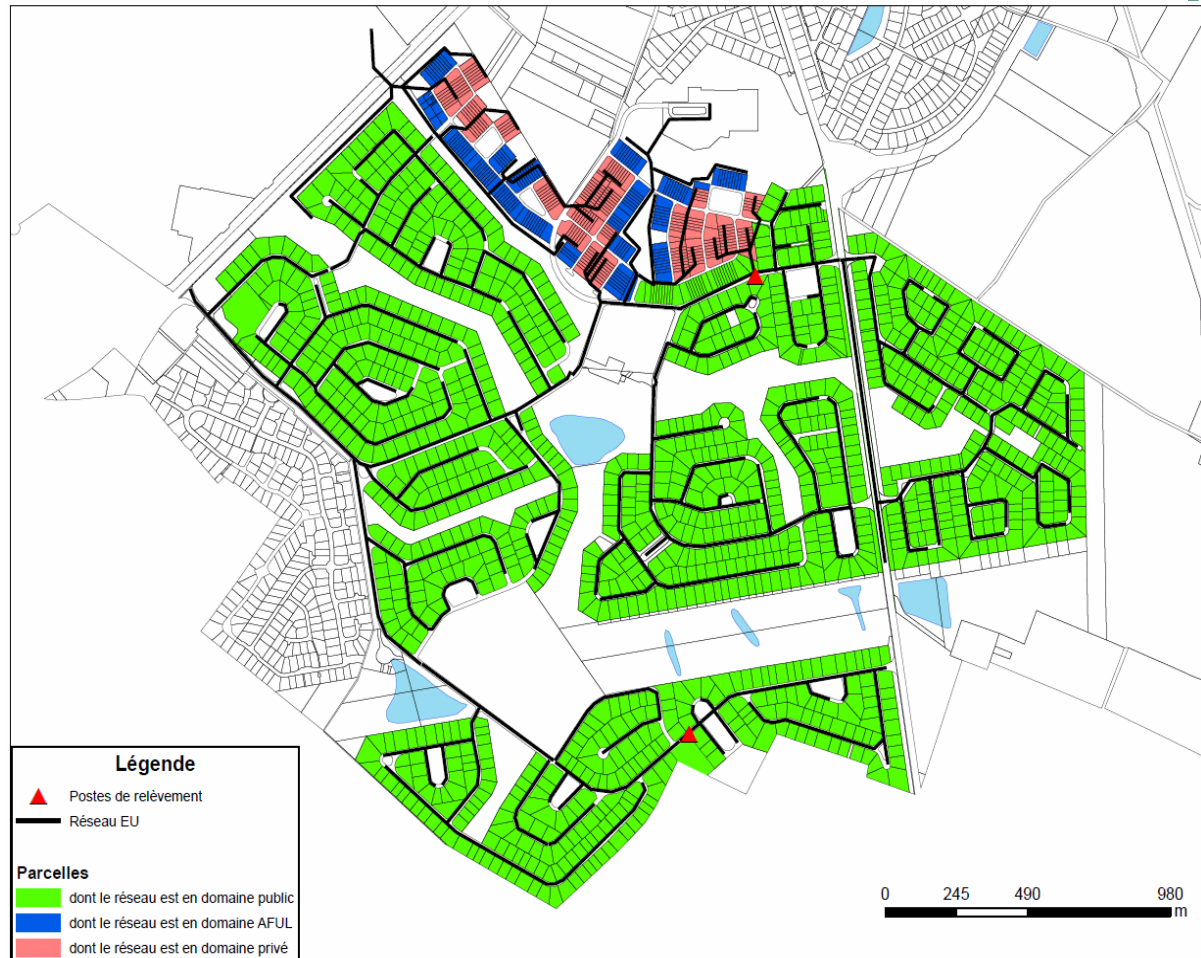 Légende
Postes de relèvement
Réseau EU
Parcelles
dont le réseau est en domaine public
dont le réseau est en domaine AFUL
dont le réseau est en domaine privé
0 245 490 980
m